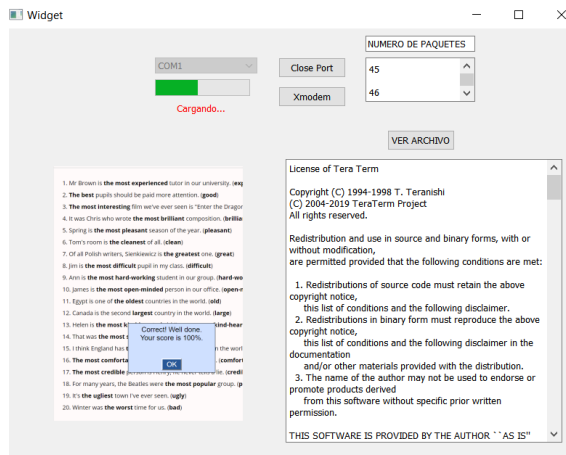 Widget
NUMERO DE PAQUETES
COM1
Close Port
45
46
Xmodem
Cargando...
VER ARCHIVO
1. Mr Brown is the most experienced tutor in our university. (exp
2. The best pupils should be paid more attention. (good)
3. The most interesting film we've ever seen is "Enter the Dragon
4. It was Chris who wrote the most brilliant composition. (brillia
5. Spring is the most pleasant season of the year. (pleasant)
6. Tom's room is the cleanest of all. (clean)
7. Of all Polish writers, Sienkiewicz is the greatest one. (great)
8. Jim is the most difficult pupil in my class. (difficult)
9. Ann is the most hard-working student in our group. (hard-wo
10. James is the most open-minded person in our office. (open-m
11. Egypt is one of the oldest countries in the world. (old)
12. Canada is the second largest country in the world. (large)
13. Helen is the most k kind-hear
14. That was the most
15. I think England has in the worl
16. The most comforta (comfort
17. The most credible (credi
18. For many years, the Beatles were the most popular group. (p
19. It's the ugliest town I've ever seen. (ugly)
20. Winter was the worst time for us. (bad)
Correct! Well done.
Your score is 100%.
OK
License of Tera Term
Copyright (C) 1994-1998 T. Teranishi
(C) 2004-2019 TeraTerm Project
All rights reserved.
Redistribution and use in source and binary forms, with or
without modification,
are permitted provided that the following conditions are met:
1. Redistributions of source code must retain the above
copyright notice,
this list of conditions and the following disclaimer.
2. Redistributions in binary form must reproduce the above
copyright notice,
this list of conditions and the following disclaimer in the
documentation
and/or other materials provided with the distribution.
3. The name of the author may not be used to endorse or
promote products derived
from this software without specific prior written
permission.
THIS SOFTWARE IS PROVIDED BY THE AUTHOR ``AS IS''